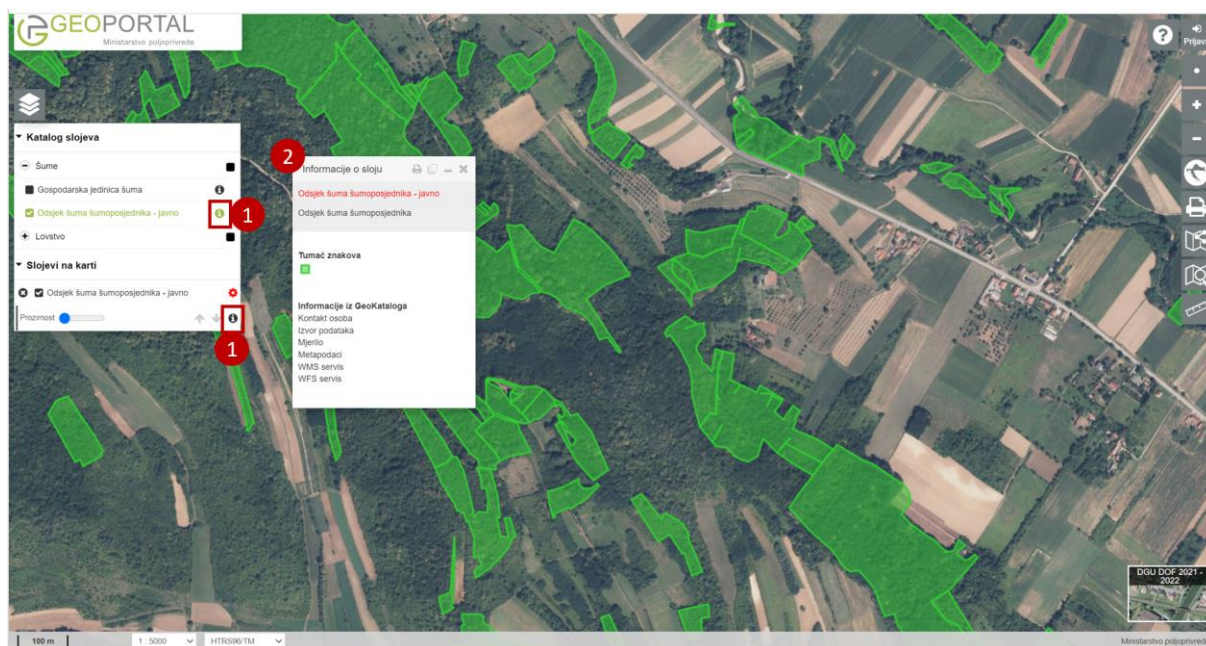 GEOPORTAL
Ministarstvo poljoprivrede
?
Prijava
Katalog slojeva
Šume
Gospodarska jedinica šuma
Odsjek šuma šumoposjednika - javno
1
Lovstvo
Slojevi na karti
Odsjek šuma šumoposjednika - javno
Prozirnost
1
2
Informacije o sloju
Odsjek šuma šumoposjednika - javno
Odsjek šuma šumoposjednika
Tumač znakova
Informacije iz GeoKataloga
Kontakt osoba
Izvor podataka
Mjerilo
Metapodaci
WMS servis
WFS servis
DGU DOF 2021 -
2022
100 m
1 : 5000
HTRS96/TM
Ministarstvo poljoprivrede